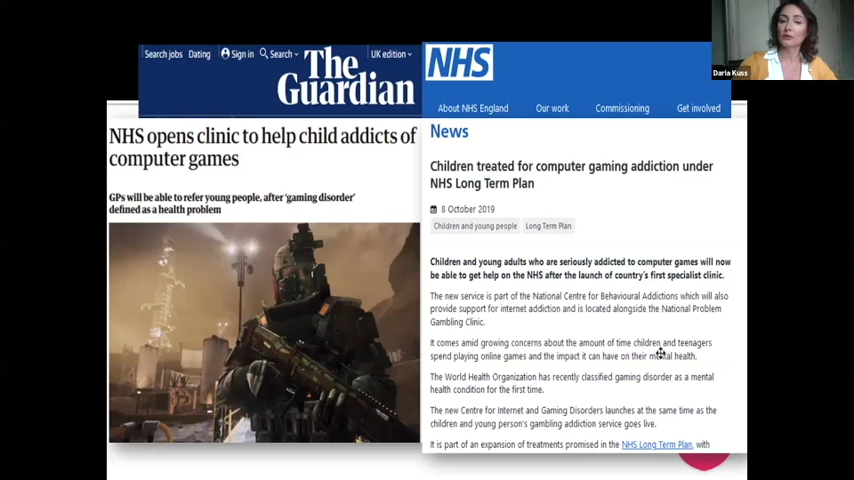 Search jobs Dating Sign in Search UK edition
The
Guardian
NHS opens clinic to help child addicts of
computer games
GPs will be able to refer young people, after ‘gaming disorder’
defined as a health problem
NHS
About NHS England Our work Commissioning Get involved
News
Children treated for computer gaming addiction under
NHS Long Term Plan
8 October 2019
Children and young people Long Term Plan
Children and young adults who are seriously addicted to computer games will now
be able to get help on the NHS after the launch of country’s first specialist clinic.
The new service is part of the National Centre for Behavioural Addictions which will also
provide support for internet addiction and is located alongside the National Problem
Gambling Clinic.
It comes amid growing concerns about the amount of time children and teenagers
spend playing online games and the impact it can have on their mental health.
The World Health Organization has recently classified gaming disorder as a mental
health condition for the first time.
The new Centre for Internet and Gaming Disorders launches at the same time as the
children and young person’s gambling addiction service goes live.
It is part of an expansion of treatments promised in the NHS Long Term Plan, with
Daria Kuss